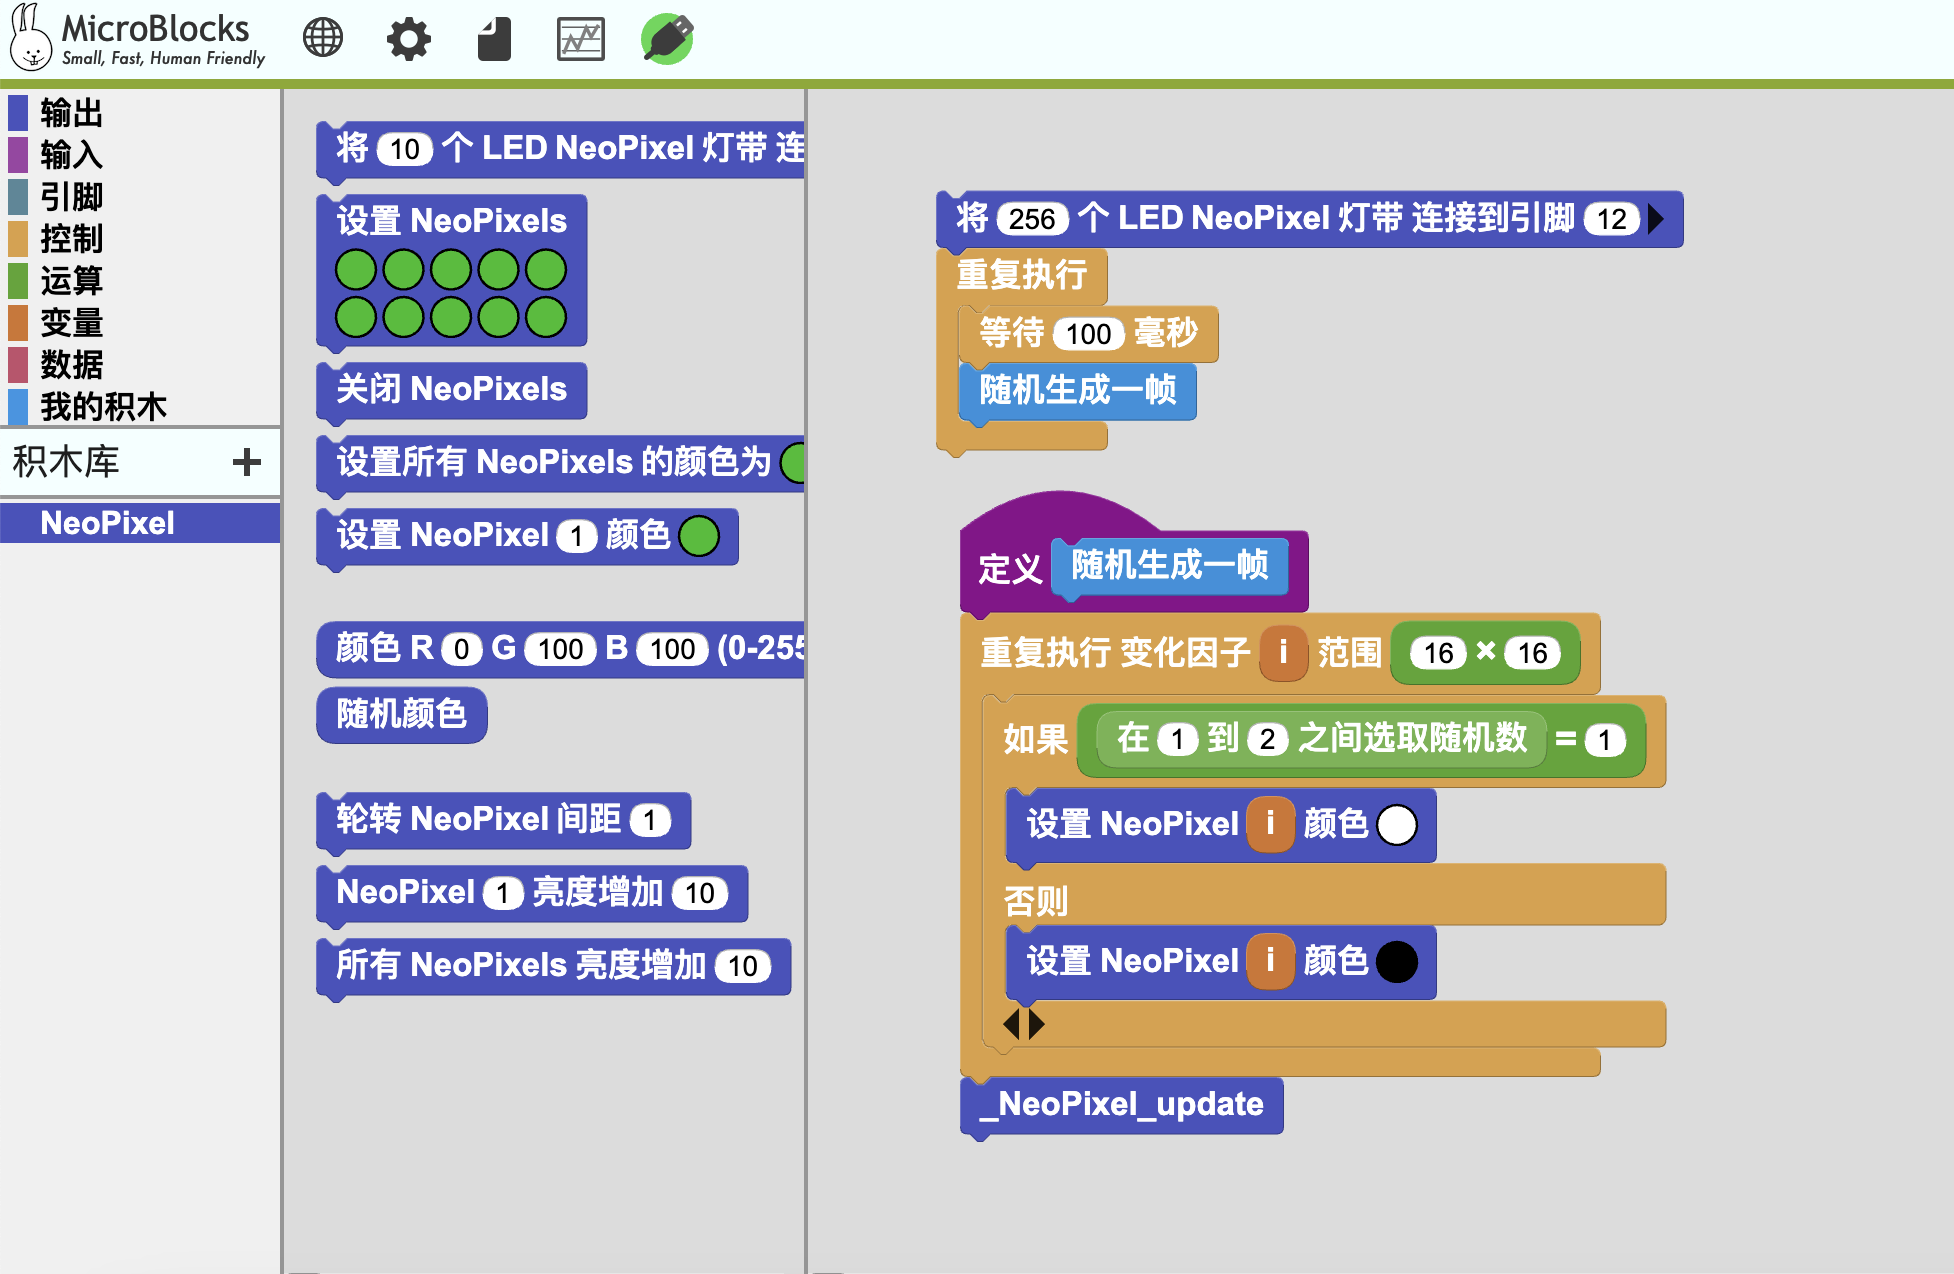 MicroBlocks
Small, Fast, Human Friendly
输出
输入
引脚
控制
运算
变量
数据
我的积木
积木库 +
NeoPixel
将 10 个 LED NeoPixel 灯带 连
设置 NeoPixels
关闭 NeoPixels
设置所有 NeoPixels 的颜色为
设置 NeoPixel 1 颜色
颜色 R 0 G 100 B 100 (0-255
随机颜色
轮转 NeoPixel 间距 1
NeoPixel 1 亮度增加 10
所有 NeoPixels 亮度增加 10
将 256 个 LED NeoPixel 灯带 连接到引脚 12
重复执行
等待 100 毫秒
随机生成一帧
定义 随机生成一帧
重复执行 变化因子 i 范围 16 × 16
如果 在 1 到 2 之间选取随机数 = 1
设置 NeoPixel i 颜色
否则
设置 NeoPixel i 颜色
_NeoPixel_update